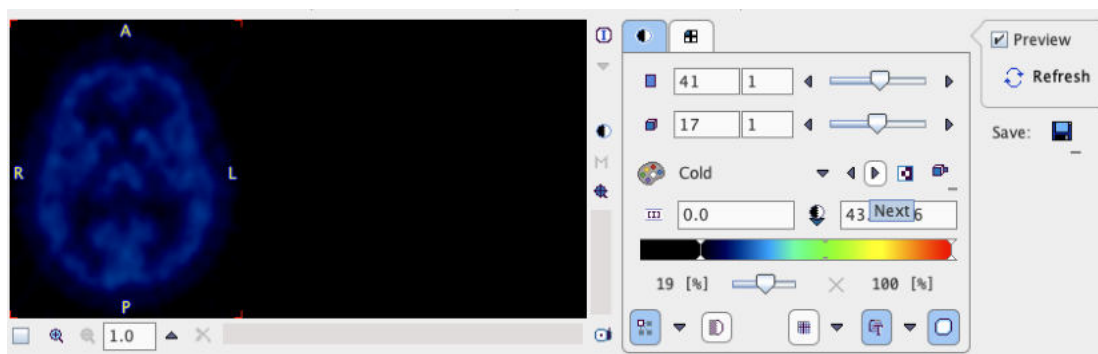 A
R
L
P
1.0
41 1
17 1
Cold
0.0
43. 6
Next
19 [%]
100 [%]
Preview
Refresh
Save: